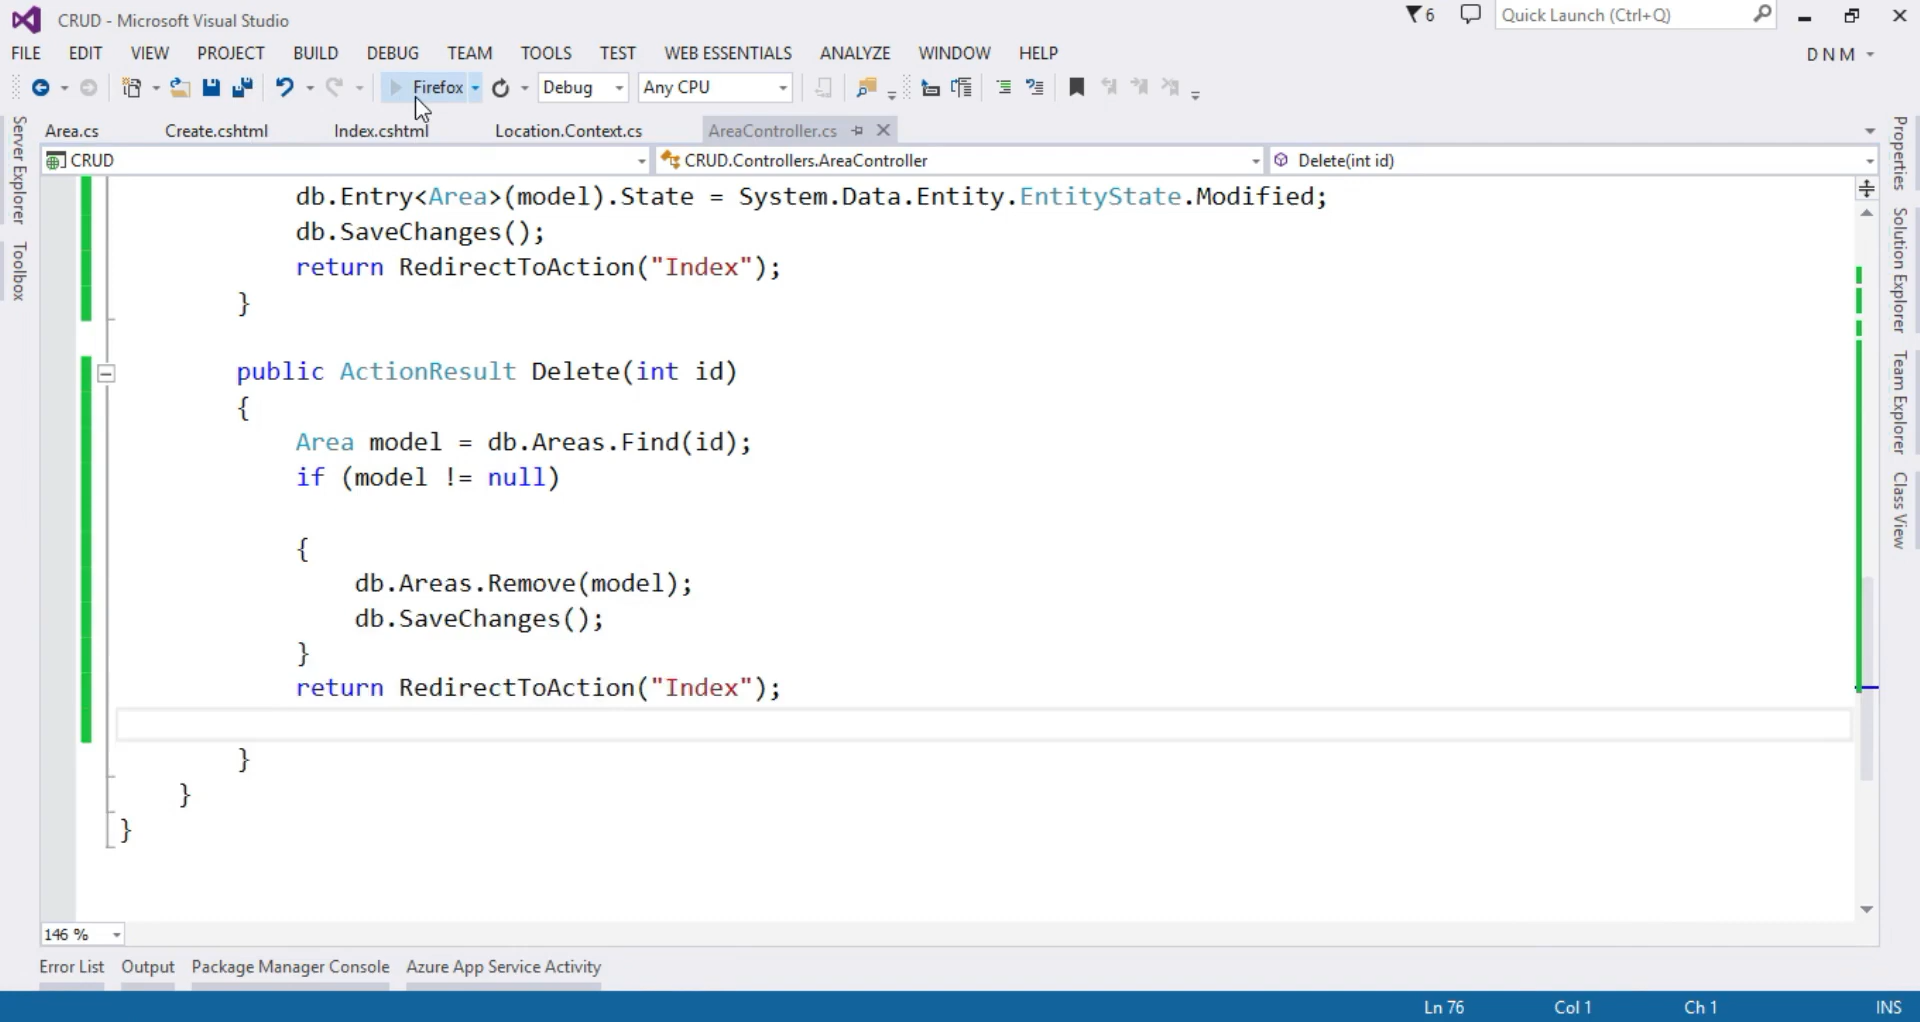 CRUD - Microsoft Visual Studio
6
Quick Launch (Ctrl+Q)
FILE EDIT VIEW PROJECT BUILD DEBUG TEAM TOOLS TEST WEB ESSENTIALS ANALYZE WINDOW HELP
D N M
Firefox Debug Any CPU
Area.cs Create.cshtml Index.cshtml Location.Context.cs AreaController.cs
CRUD CRUD.Controllers.AreaController Delete(int id)
Server Explorer
Toolbox
db.Entry<Area>(model).State = System.Data.Entity.EntityState.Modified;
db.SaveChanges();
return RedirectToAction("Index");
}
public ActionResult Delete(int id)
{
Area model = db.Areas.Find(id);
if (model != null)
{
db.Areas.Remove(model);
db.SaveChanges();
}
return RedirectToAction("Index");
}
}
}
Properties
Solution Explorer
Team Explorer
Class View
146 %
Error List Output Package Manager Console Azure App Service Activity
Ln 76 Col 1 Ch 1 INS